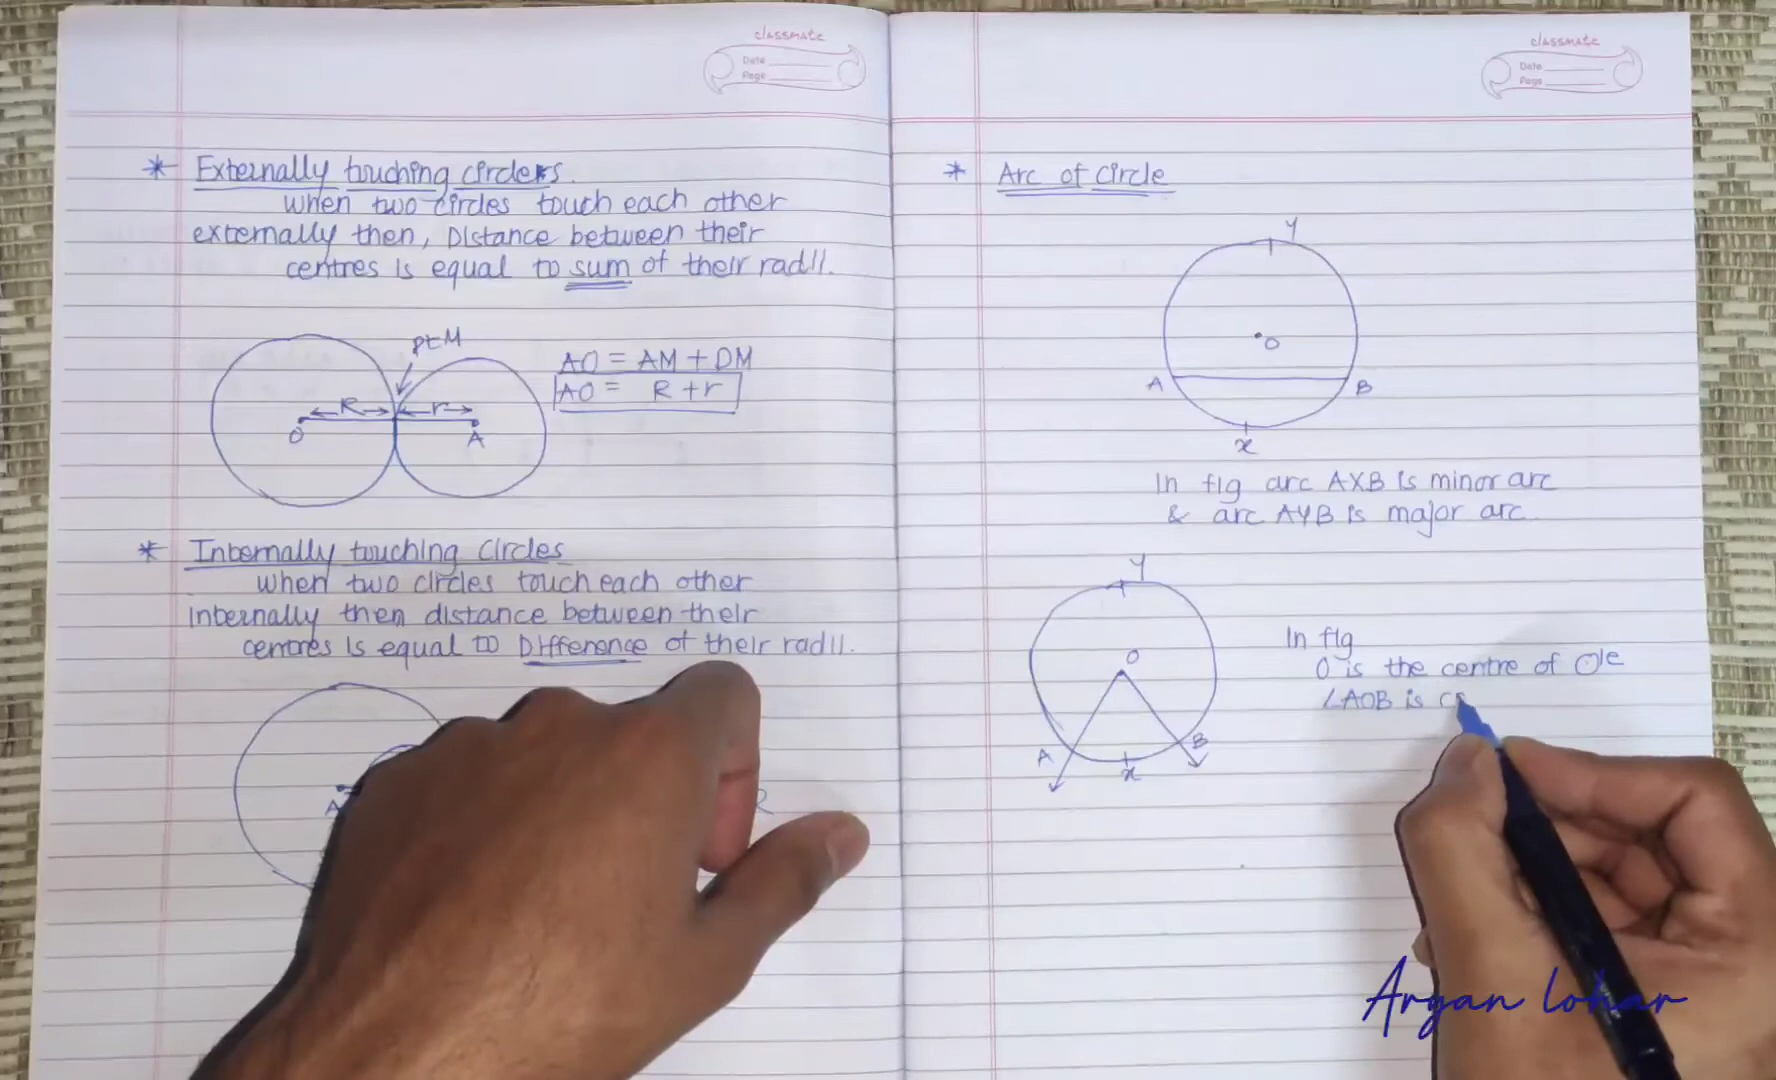 classmate
Date
Page
* Externally touching circles.
when two circles touch each other
externally then, Distance between their
centres is equal to sum of their radii.
Pt M
R r
O A
AO = AM + OM
AO = R + r
* Internally touching Circles
when two circles touch each other
internally then distance between their
centres is equal to Difference of their radii.
A
R
classmate
Date
Page
* Arc of circle
Y
O
A B
x
In fig arc AXB is minor arc
& arc AYB is major arc
Y
O
A B
x
In fig
O is the centre of Ole
∠AOB is
Aryan Lohar